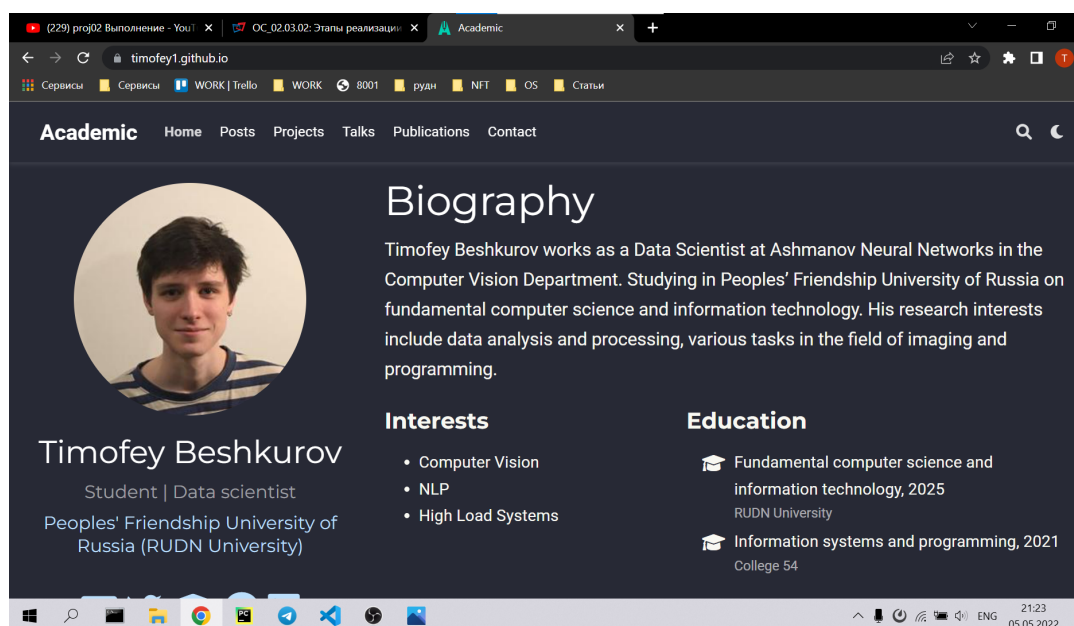 (229) proj02 Выполнение - YouT
ОС_02.03.02: Этапы реализации
Academic
timofey1.github.io
T
Сервисы
Сервисы
WORK | Trello
WORK
8001
рудн
NFT
OS
Статьи
Academic Home Posts Projects Talks Publications Contact
Biography
Timofey Beshkurov works as a Data Scientist at Ashmanov Neural Networks in the
Computer Vision Department. Studying in Peoples’ Friendship University of Russia on
fundamental computer science and information technology. His research interests
include data analysis and processing, various tasks in the field of imaging and
programming.
Timofey Beshkurov
Student | Data scientist
Peoples' Friendship University of
Russia (RUDN University)
Interests
Computer Vision
NLP
High Load Systems
Education
Fundamental computer science and
information technology, 2025
RUDN University
Information systems and programming, 2021
College 54
PC
ENG
21:23
05.05.2022